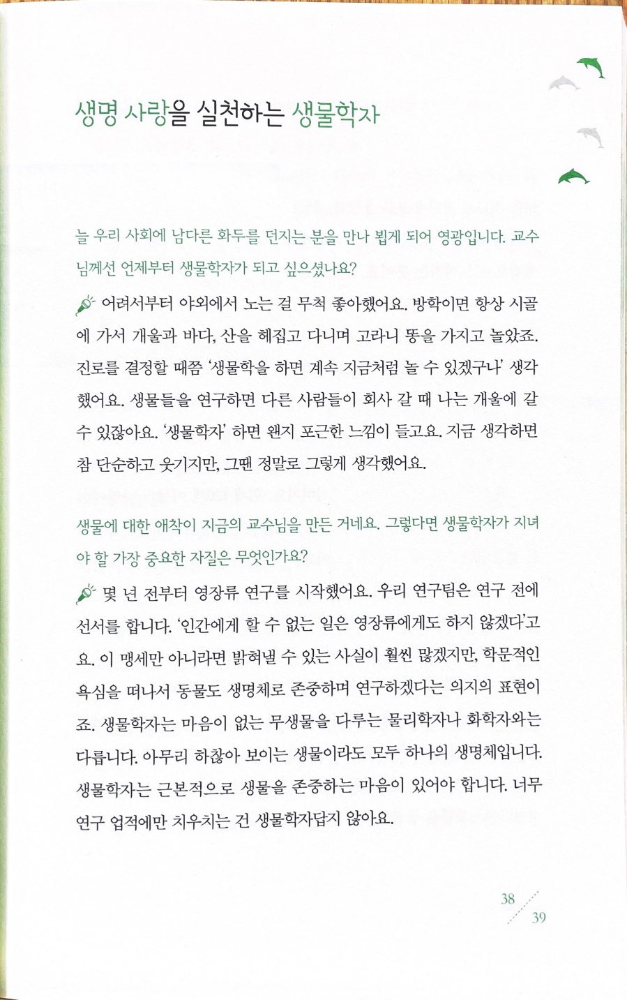 생명 사랑을 실천하는 생물학자
늘 우리 사회에 남다른 화두를 던지는 분을 만나 뵙게 되어 영광입니다. 교수
님께선 언제부터 생물학자가 되고 싶으셨나요?
어려서부터 야외에서 노는 걸 무척 좋아했어요. 방학이면 항상 시골
에 가서 개울과 바다, 산을 헤집고 다니며 고라니 똥을 가지고 놀았죠.
진로를 결정할 때쯤 ‘생물학을 하면 계속 지금처럼 놀 수 있겠구나’ 생각
했어요. 생물들을 연구하면 다른 사람들이 회사 갈 때 나는 개울에 갈
수 있잖아요. ‘생물학자’ 하면 왠지 포근한 느낌이 들고요. 지금 생각하면
참 단순하고 웃기지만, 그땐 정말로 그렇게 생각했어요.
생물에 대한 애착이 지금의 교수님을 만든 거네요. 그렇다면 생물학자가 지녀
야 할 가장 중요한 자질은 무엇인가요?
몇 년 전부터 영장류 연구를 시작했어요. 우리 연구팀은 연구 전에
선서를 합니다. ‘인간에게 할 수 없는 일은 영장류에게도 하지 않겠다’고
요. 이 맹세만 아니라면 밝혀낼 수 있는 사실이 훨씬 많겠지만, 학문적인
욕심을 떠나서 동물도 생명체로 존중하며 연구하겠다는 의지의 표현이
죠. 생물학자는 마음이 없는 무생물을 다루는 물리학자나 화학자와는
다릅니다. 아무리 하찮아 보이는 생물이라도 모두 하나의 생명체입니다.
생물학자는 근본적으로 생물을 존중하는 마음이 있어야 합니다. 너무
연구 업적에만 치우치는 건 생물학자답지 않아요.
38
39